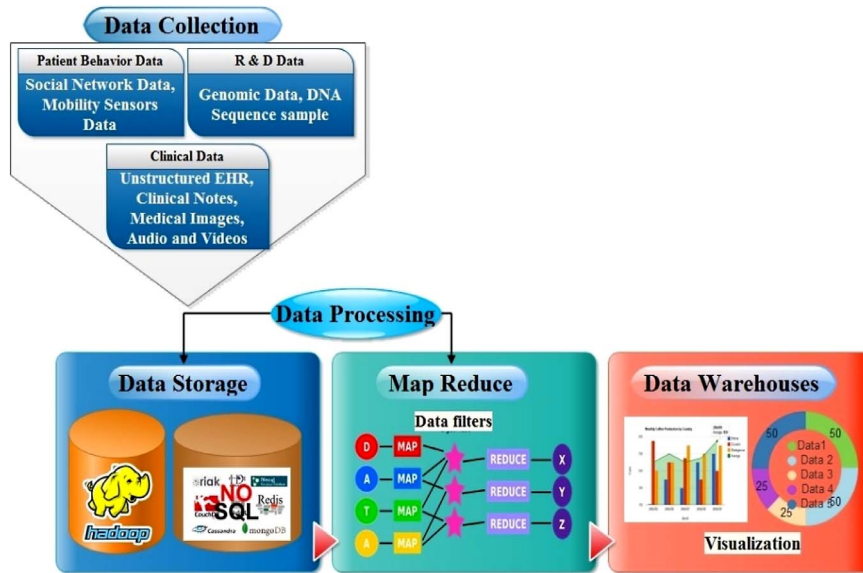 Data Collection
Patient Behavior Data
Social Network Data,
Mobility Sensors
Data
R & D Data
Genomic Data, DNA
Sequence sample
Clinical Data
Unstructured EHR,
Clinical Notes,
Medical Images,
Audio and Videos
Data Processing
Data Storage
hadoop
riak
NO
SQL
CouchDB
Redis
Cassandra
mongoDB
Map Reduce
Data filters
D MAP
A MAP
T MAP
A MAP
REDUCE X
REDUCE Y
REDUCE Z
Data Warehouses
50
50
25
25
50
Data1
Data 2
Data 3
Data 4
Data 5
Visualization